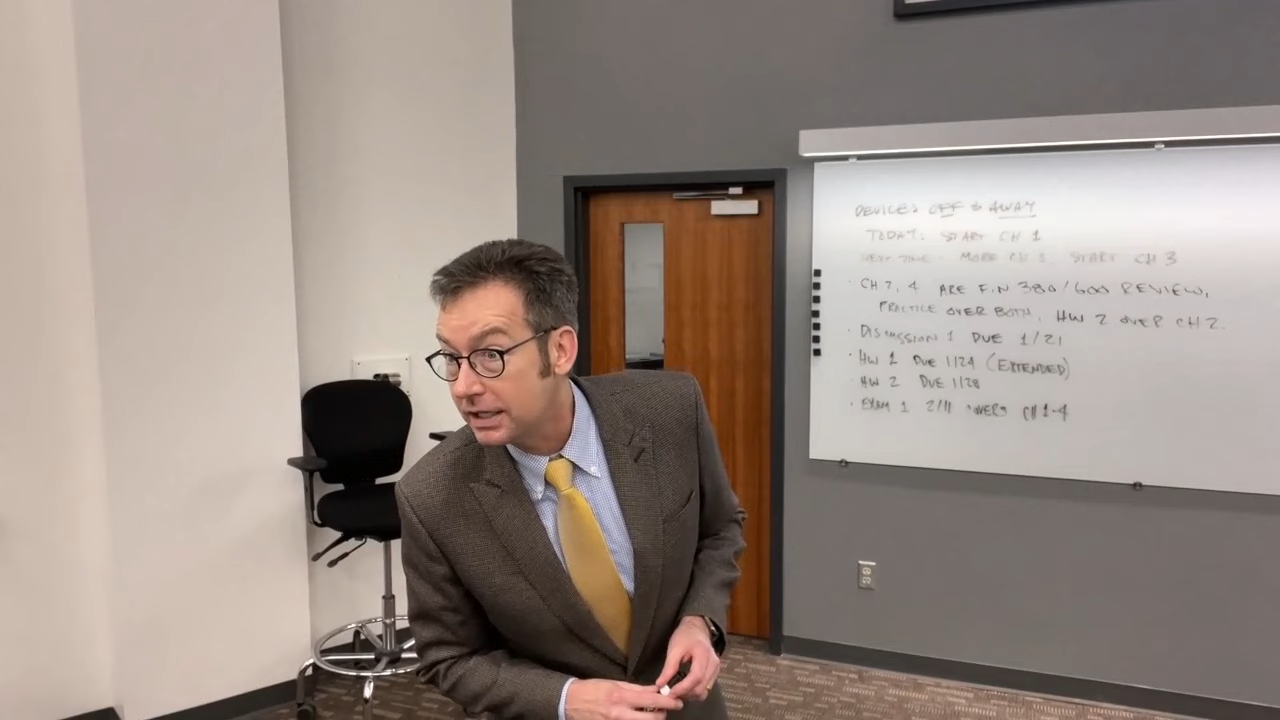 DEVICES OFF & AWAY
TODAY: START CH 1
NEXT TIME: MORE CH 1, START CH 3
· CH 2, 4 ARE FIN 380/600 REVIEW,
PRACTICE OVER BOTH, HW 2 OVER CH 2.
· DISCUSSION 1 DUE 1/21
· HW 1 DUE 1/24 (EXTENDED)
· HW 2 DUE 1/28
· EXAM 1 2/11 COVERS CH 1-4